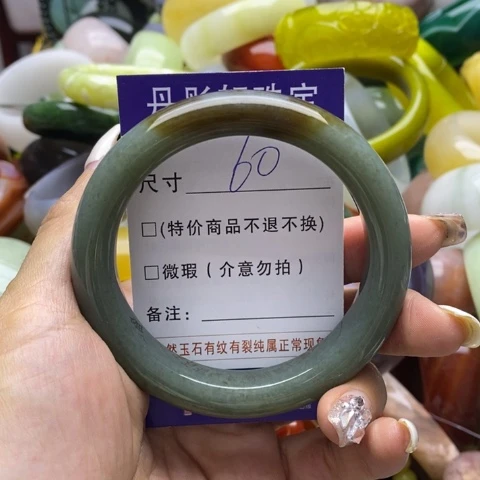 尺寸 60
□(特价商品不退不换)
□微瑕(介意勿拍)
备注:
然玉石有纹有裂纯属正常现